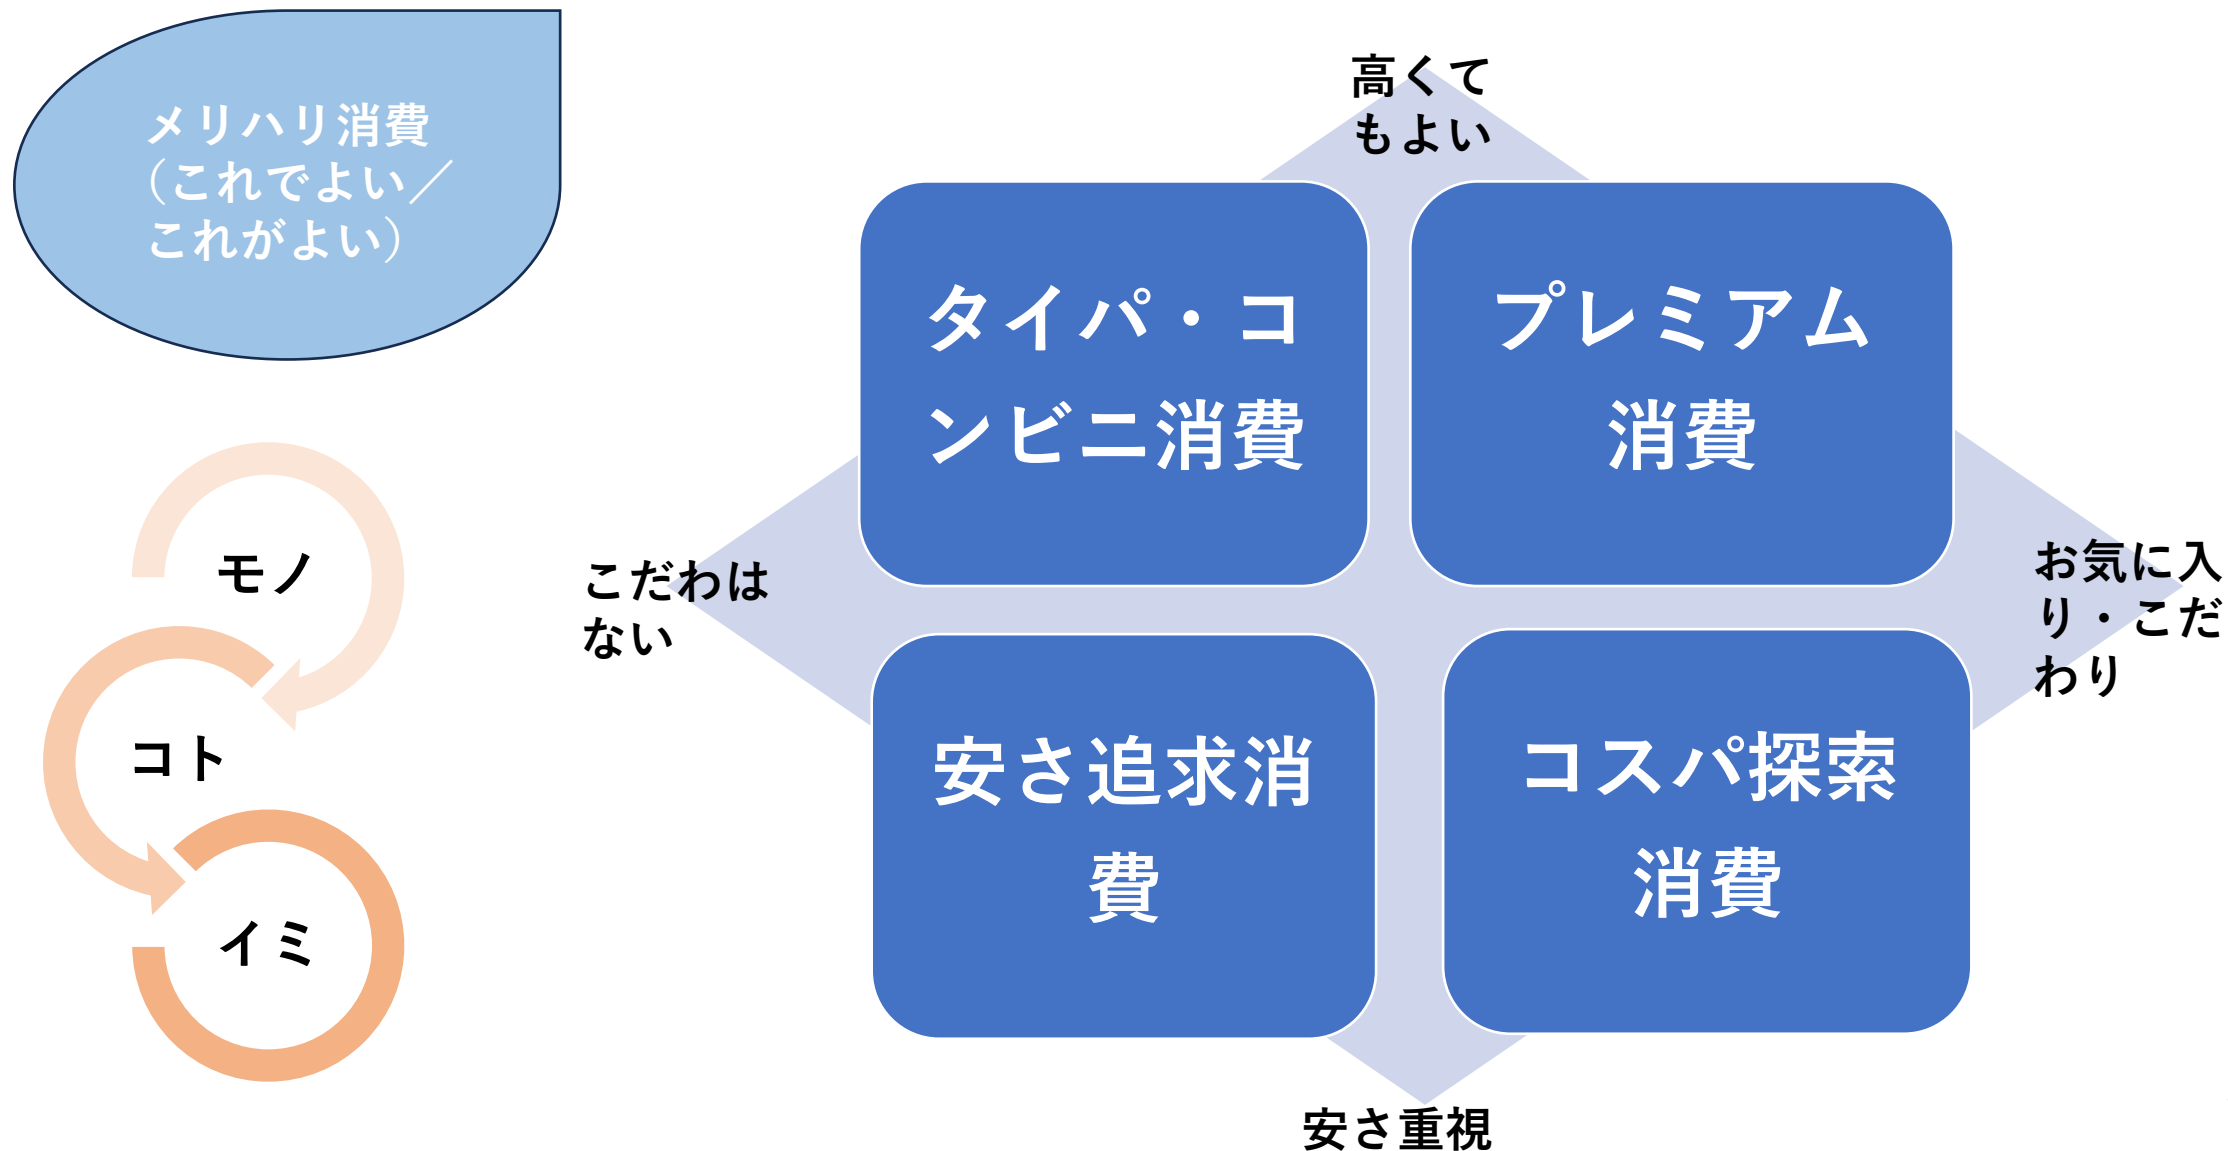 メリハリ消費
（これでよい／
これがよい）
モノ
コト
イミ
高くて
もよい
タイパ・コ
ンビニ消費
プレミアム
消費
こだわは
ない
お気に入
り・こだ
わり
安さ追求消
費
コスパ探索
消費
安さ重視